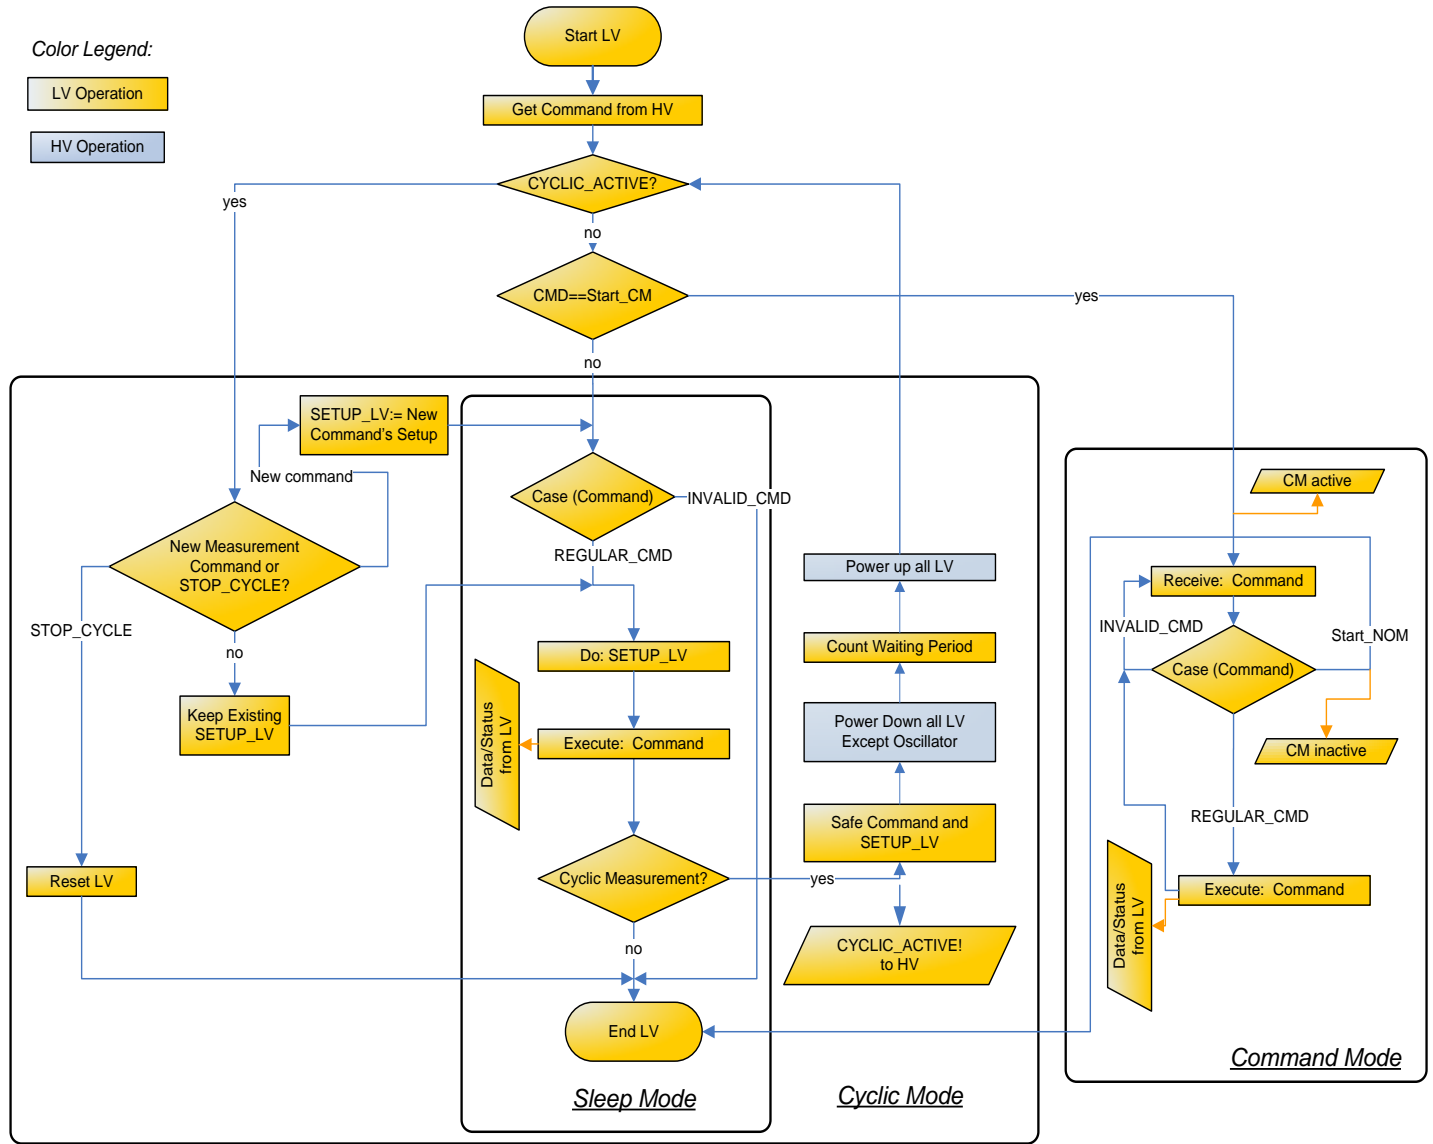 Start LV
Color Legend:
LV Operation
HV Operation
Get Command from HV
CYCLIC_ACTIVE?
yes
no
CMD==Start_CM
yes
no
SETUP_LV:= New
Command's Setup
New command
Case (Command)
INVALID_CMD
REGULAR_CMD
New Measurement
Command or
STOP_CYCLE?
STOP_CYCLE
no
Keep Existing
SETUP_LV
Do: SETUP_LV
Execute: Command
Data/Status
from LV
Cyclic Measurement?
yes
no
Reset LV
End LV
Sleep Mode
Power up all LV
Count Waiting Period
Power Down all LV
Except Oscillator
Safe Command and
SETUP_LV
CYCLIC_ACTIVE!
to HV
Cyclic Mode
CM active
Receive: Command
INVALID_CMD
Start_NOM
Case (Command)
CM inactive
REGULAR_CMD
Execute: Command
Data/Status
from LV
Command Mode